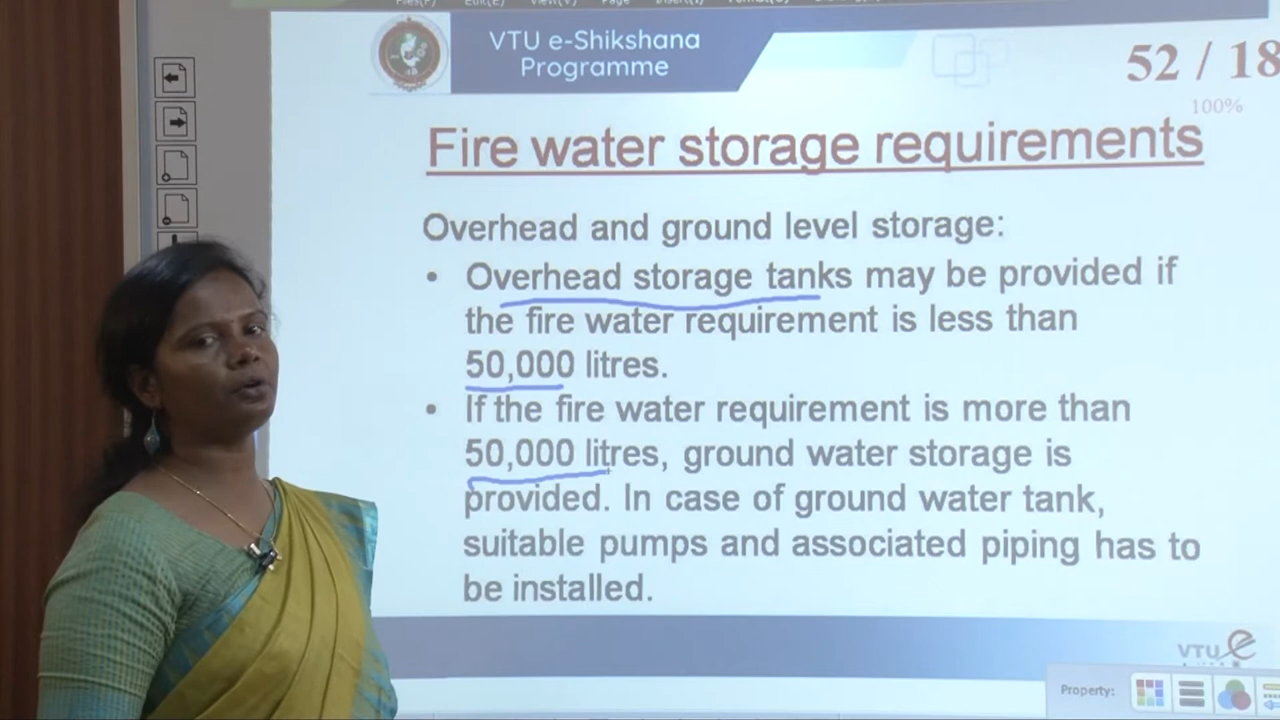 VTU e-Shikshana
Programme
52 / 18
100%
Fire water storage requirements
Overhead and ground level storage:
• Overhead storage tanks may be provided if
the fire water requirement is less than
50,000 litres.
• If the fire water requirement is more than
50,000 litres, ground water storage is
provided. In case of ground water tank,
suitable pumps and associated piping has to
be installed.
VTU e
Property: